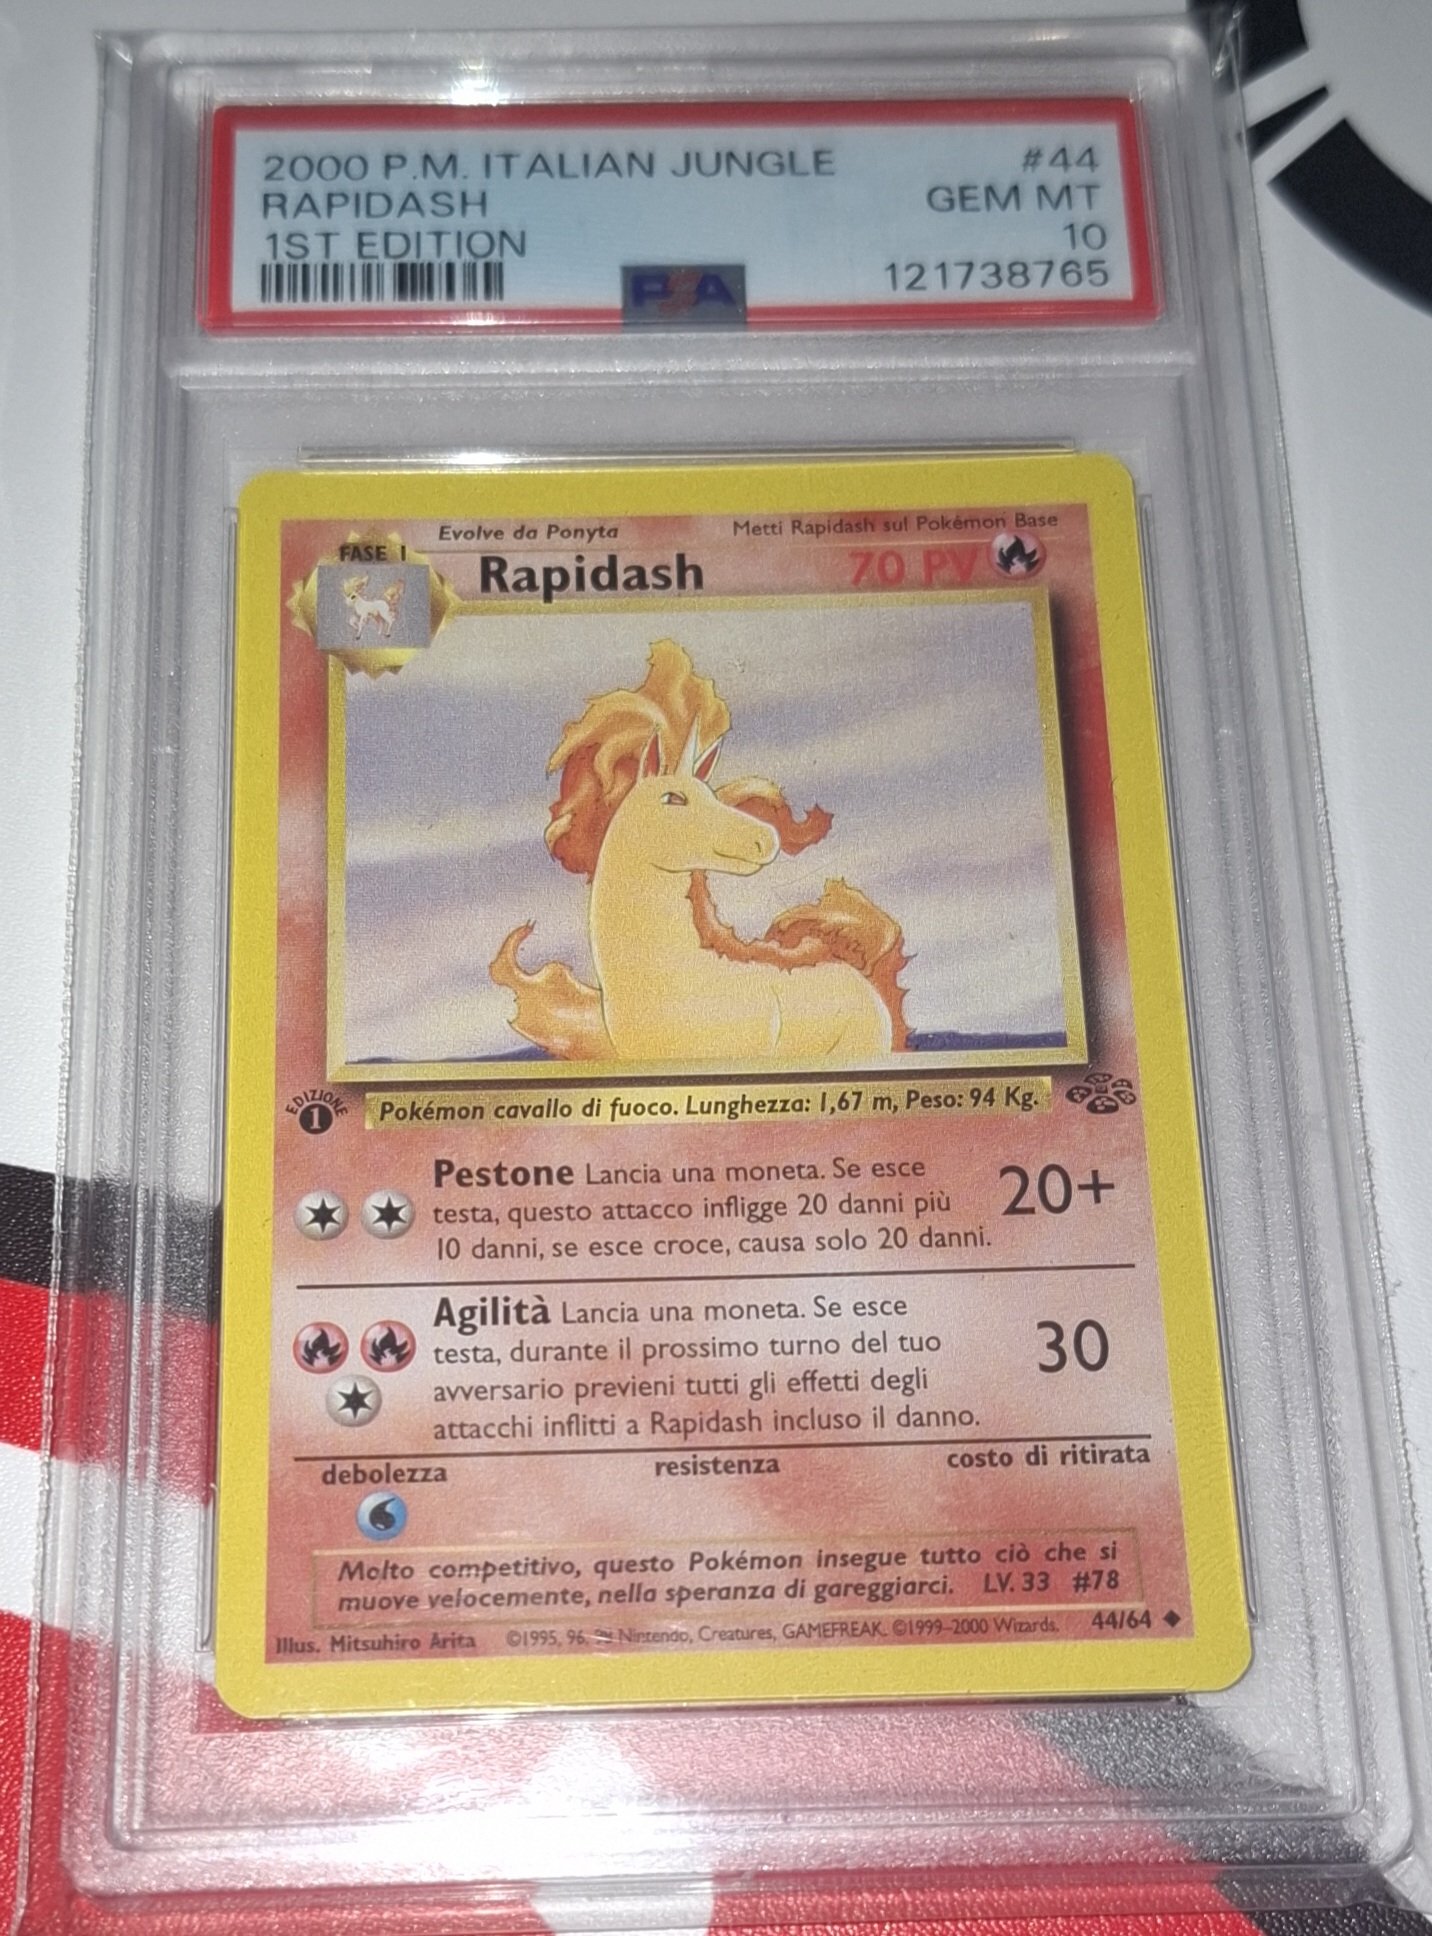 2000 P.M. ITALIAN JUNGLE #44
RAPIDASH GEM MT
1ST EDITION 10
PSA 121738765
Evolve da Ponyta Metti Rapidash sul Pokémon Base
FASE 1 Rapidash 70 PV
EDIZIONE
1
Pokémon cavallo di fuoco. Lunghezza: 1,67 m, Peso: 94 Kg.
Pestone Lancia una moneta. Se esce
testa, questo attacco infligge 20 danni più 20+
10 danni, se esce croce, causa solo 20 danni.
Agilità Lancia una moneta. Se esce
testa, durante il prossimo turno del tuo 30
avversario previeni tutti gli effetti degli
attacchi inflitti a Rapidash incluso il danno.
debolezza resistenza costo di ritirata
Molto competitivo, questo Pokémon insegue tutto ciò che si
muove velocemente, nella speranza di gareggiarci. LV. 33 #78
Illus. Mitsuhiro Arita ©1995, 96, Nintendo, Creatures, GAMEFREAK. ©1999-2000 Wizards. 44/64